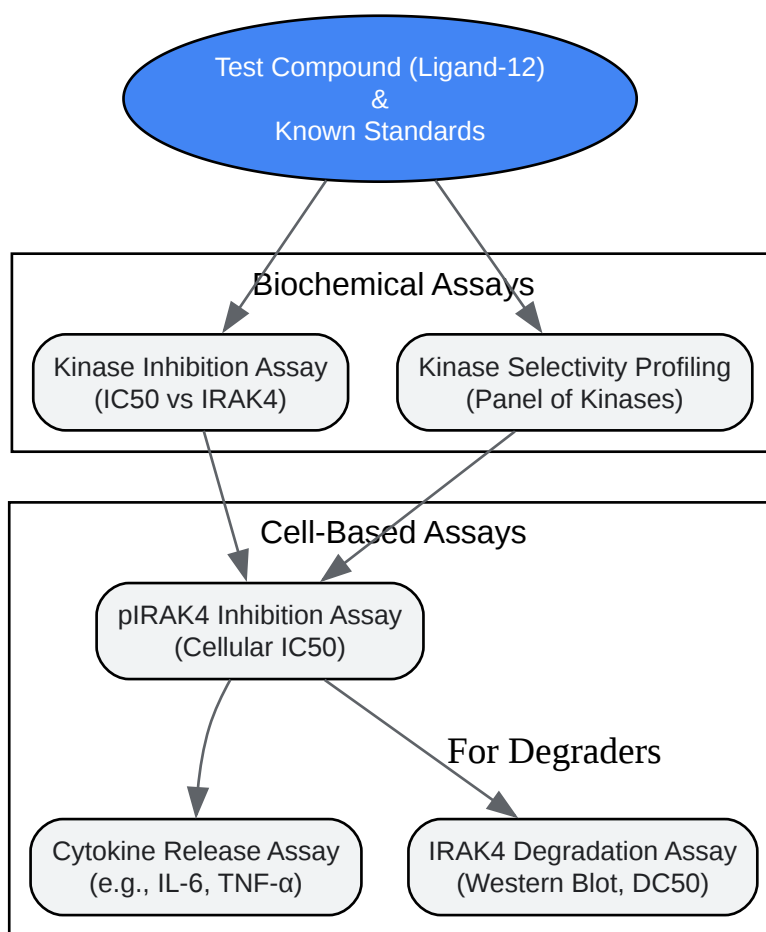 Test Compound (Ligand-12)
&
Known Standards
Biochemical Assays
Kinase Inhibition Assay
(IC50 vs IRAK4)
Kinase Selectivity Profiling
(Panel of Kinases)
Cell-Based Assays
pIRAK4 Inhibition Assay
(Cellular IC50)
For Degraders
Cytokine Release Assay
(e.g., IL-6, TNF-α)
IRAK4 Degradation Assay
(Western Blot, DC50)